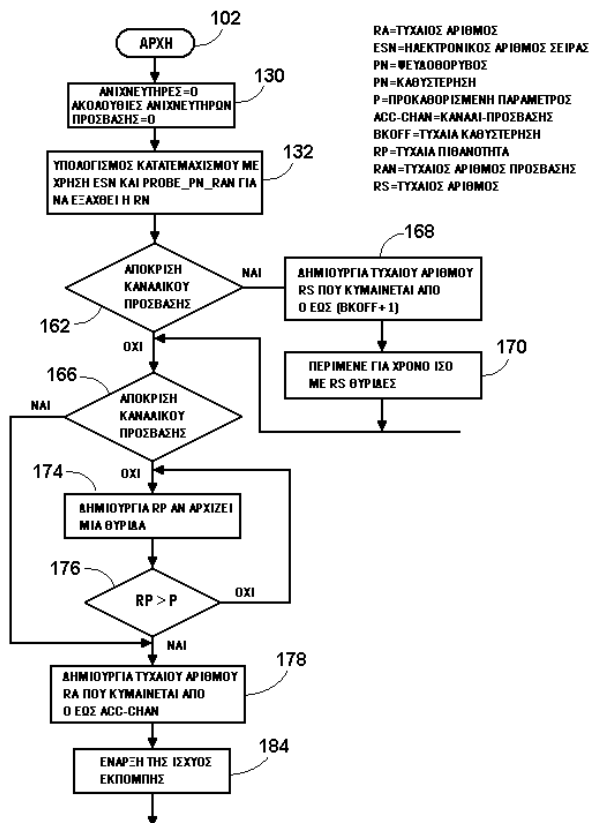 ΑΡΧΗ
102
RA=ΤΥΧΑΙΟΣ ΑΡΙΘΜΟΣ
ESN=ΗΛΕΚΤΡΟΝΙΚΟΣ ΑΡΙΘΜΟΣ ΣΕΙΡΑΣ
PN=ΨΕΥΔΟΘΟΡΥΒΟΣ
PN=ΚΑΘΥΣΤΕΡΗΣΗ
P=ΠΡΟΚΑΘΟΡΙΣΜΕΝΗ ΠΑΡΑΜΕΤΡΟΣ
ACC-CHAN=ΚΑΝΑΛΙ-ΠΡΟΣΒΑΣΗΣ
BKOFF=ΤΥΧΑΙΑ ΚΑΘΥΣΤΕΡΗΣΗ
RP=ΤΥΧΑΙΑ ΠΙΘΑΝΟΤΗΤΑ
RAN=ΤΥΧΑΙΟΣ ΑΡΙΘΜΟΣ ΠΡΟΣΒΑΣΗΣ
RS=ΤΥΧΑΙΟΣ ΑΡΙΘΜΟΣ
ΑΝΙΧΝΕΥΤΗΡΕΣ=0
ΑΚΟΛΟΥΘΙΕΣ ΑΝΙΧΝΕΥΤΗΡΩΝ
ΠΡΟΣΒΑΣΗΣ=0
130
ΥΠΟΛΟΓΙΣΜΟΣ ΚΑΤΑΤΕΜΑΧΙΣΜΟΥ ΜΕ
ΧΡΗΣΗ ESN ΚΑΙ PROBE_PN_RAN ΓΙΑ
ΝΑ ΕΞΑΧΘΕΙ Η RN
132
ΑΠΟΚΡΙΣΗ
ΚΑΝΑΛΙΚΟΥ
ΠΡΟΣΒΑΣΗΣ
162
ΝΑΙ
ΟΧΙ
168
ΔΗΜΙΟΥΡΓΙΑ ΤΥΧΑΙΟΥ ΑΡΙΘΜΟΥ
RS ΠΟΥ ΚΥΜΑΙΝΕΤΑΙ ΑΠΟ
0 ΕΩΣ (BKOFF+1)
ΠΕΡΙΜΕΝΕ ΓΙΑ ΧΡΟΝΟ ΙΣΟ
ΜΕ RS ΘΥΡΙΔΕΣ
170
166
ΑΠΟΚΡΙΣΗ
ΚΑΝΑΛΙΚΟΥ
ΠΡΟΣΒΑΣΗΣ
ΝΑΙ
ΟΧΙ
174
ΔΗΜΙΟΥΡΓΙΑ RP ΑΝ ΑΡΧΙΖΕΙ
ΜΙΑ ΘΥΡΙΔΑ
176
RP > P
ΟΧΙ
ΝΑΙ
ΔΗΜΙΟΥΡΓΙΑ ΤΥΧΑΙΟΥ ΑΡΙΘΜΟΥ
RA ΠΟΥ ΚΥΜΑΙΝΕΤΑΙ ΑΠΟ
0 ΕΩΣ ACC-CHAN
178
ΕΝΑΡΞΗ ΤΗΣ ΙΣΧΥΟΣ
ΕΚΠΟΜΠΗΣ
184